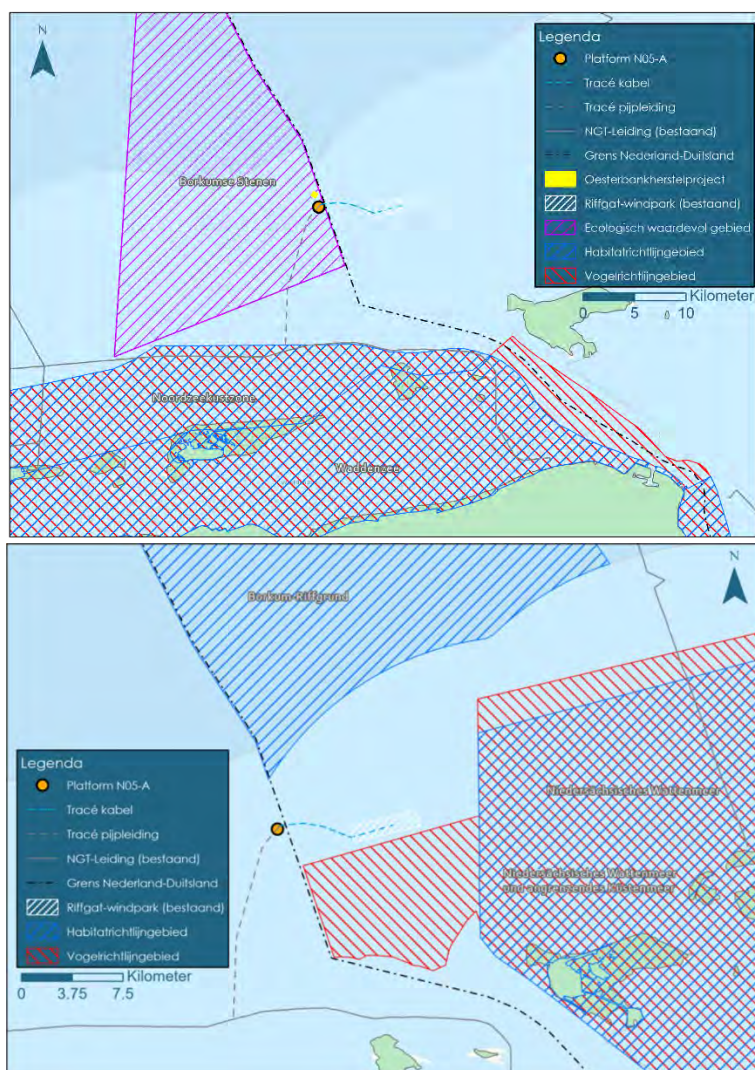 N
Borkumse Stenen
Noordzeekustzone
Waddenzee
Legenda
Platform N05-A
Tracé kabel
Tracé pijpleiding
NGT-Leiding (bestaand)
Grens Nederland-Duitsland
Oesterbankherstelproject
Riffgat-windpark (bestaand)
Ecologisch waardevol gebied
Habitatrichtlijngebied
Vogelrichtlijngebied
Kilometer
0 5 10
Borkum-Riffgrund
N
Niedersächsisches Wattenmeer
Niedersächsisches Wattenmeer
und angrenzendes Küstenmeer
Legenda
Platform N05-A
Tracé kabel
Tracé pijpleiding
NGT-Leiding (bestaand)
Grens Nederland-Duitsland
Riffgat-windpark (bestaand)
Habitatrichtlijngebied
Vogelrichtlijngebied
Kilometer
0 3.75 7.5